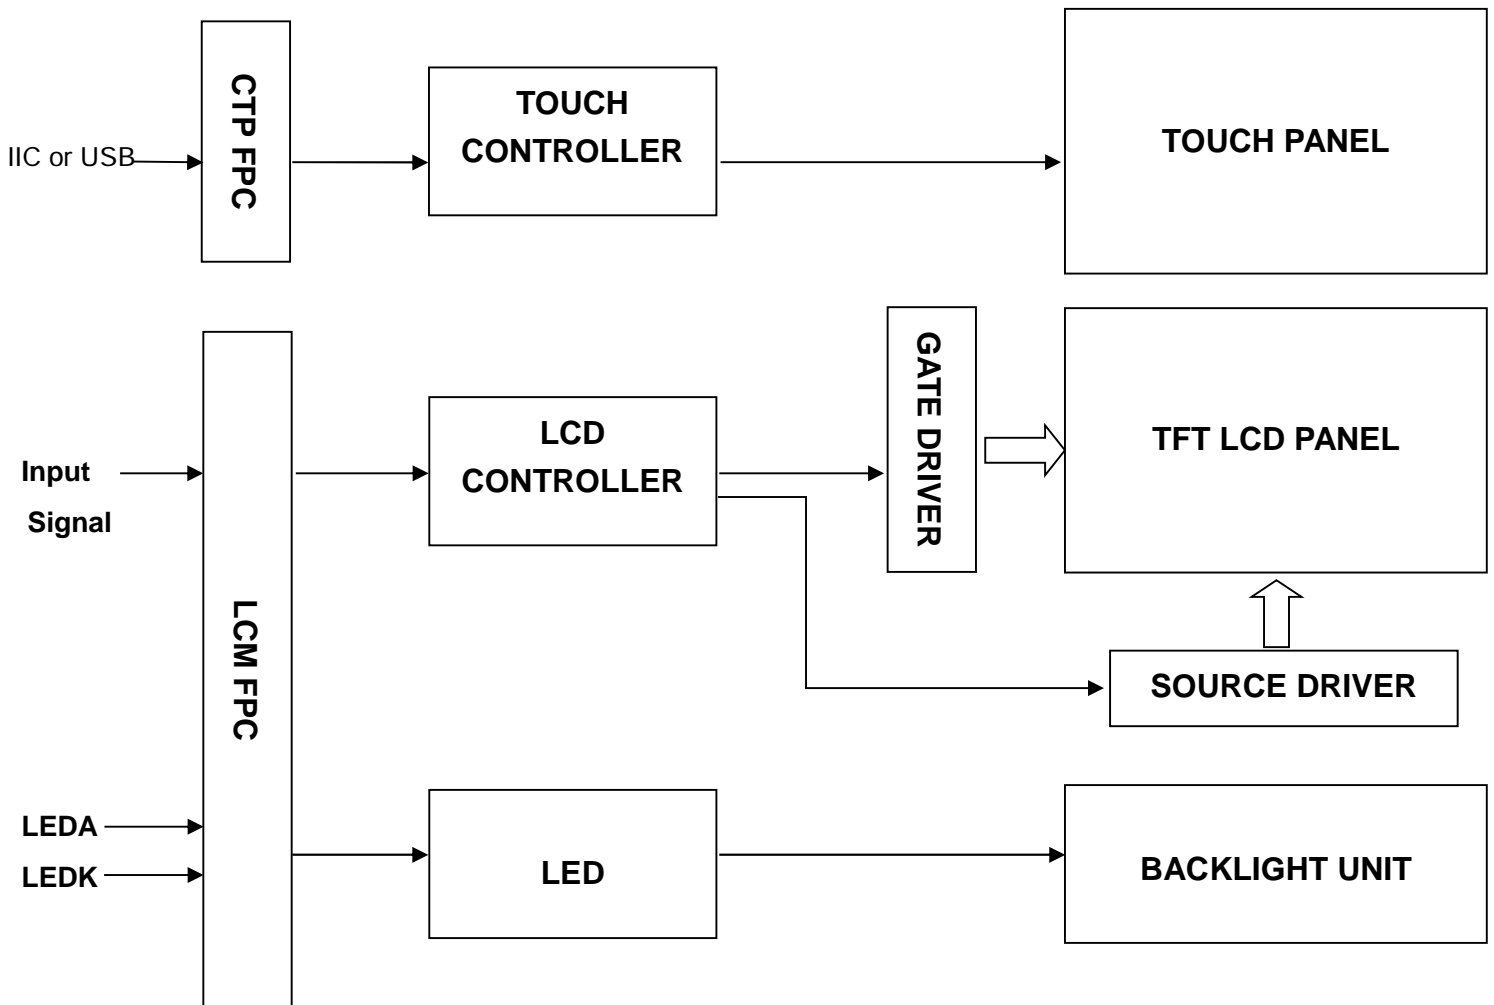 CTP FPC
TOUCH
CONTROLLER
TOUCH PANEL
IIC or USB
GATE DRIVER
LCD
CONTROLLER
TFT LCD PANEL
Input
Signal
LCM FPC
SOURCE DRIVER
LEDA
LEDK
LED
BACKLIGHT UNIT